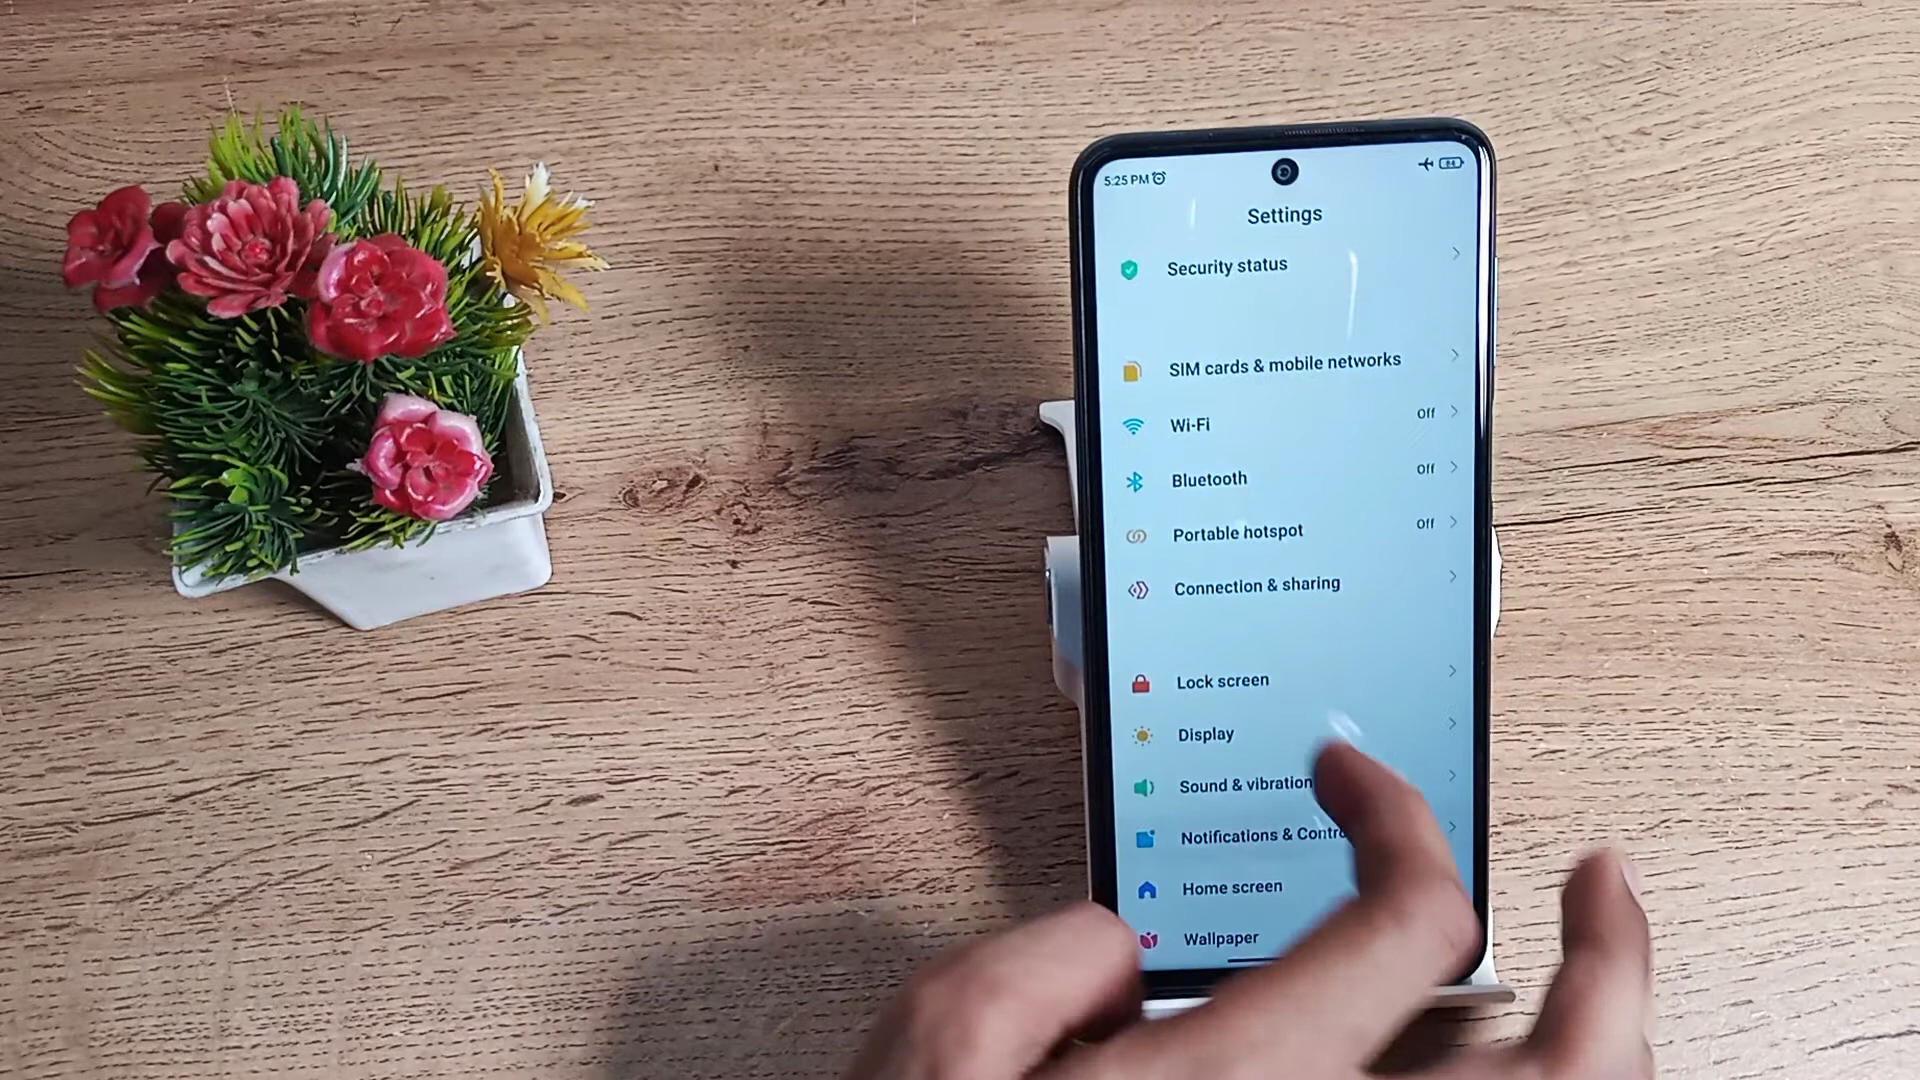 5:25 PM
84
Settings
Security status
SIM cards & mobile networks
Wi-Fi Off
Bluetooth Off
Portable hotspot Off
Connection & sharing
Lock screen
Display
Sound & vibration
Notifications &
Home screen
Wallpaper